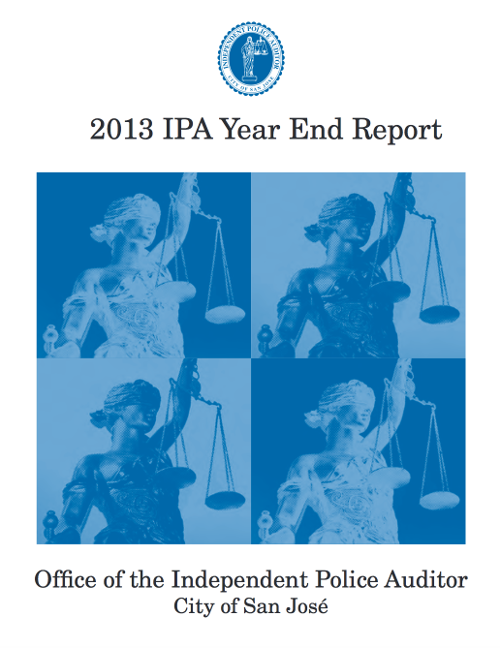 INDEPENDENT POLICE AUDITOR
CITY OF SAN JOSE
2013 IPA Year End Report
Office of the Independent Police Auditor
City of San José